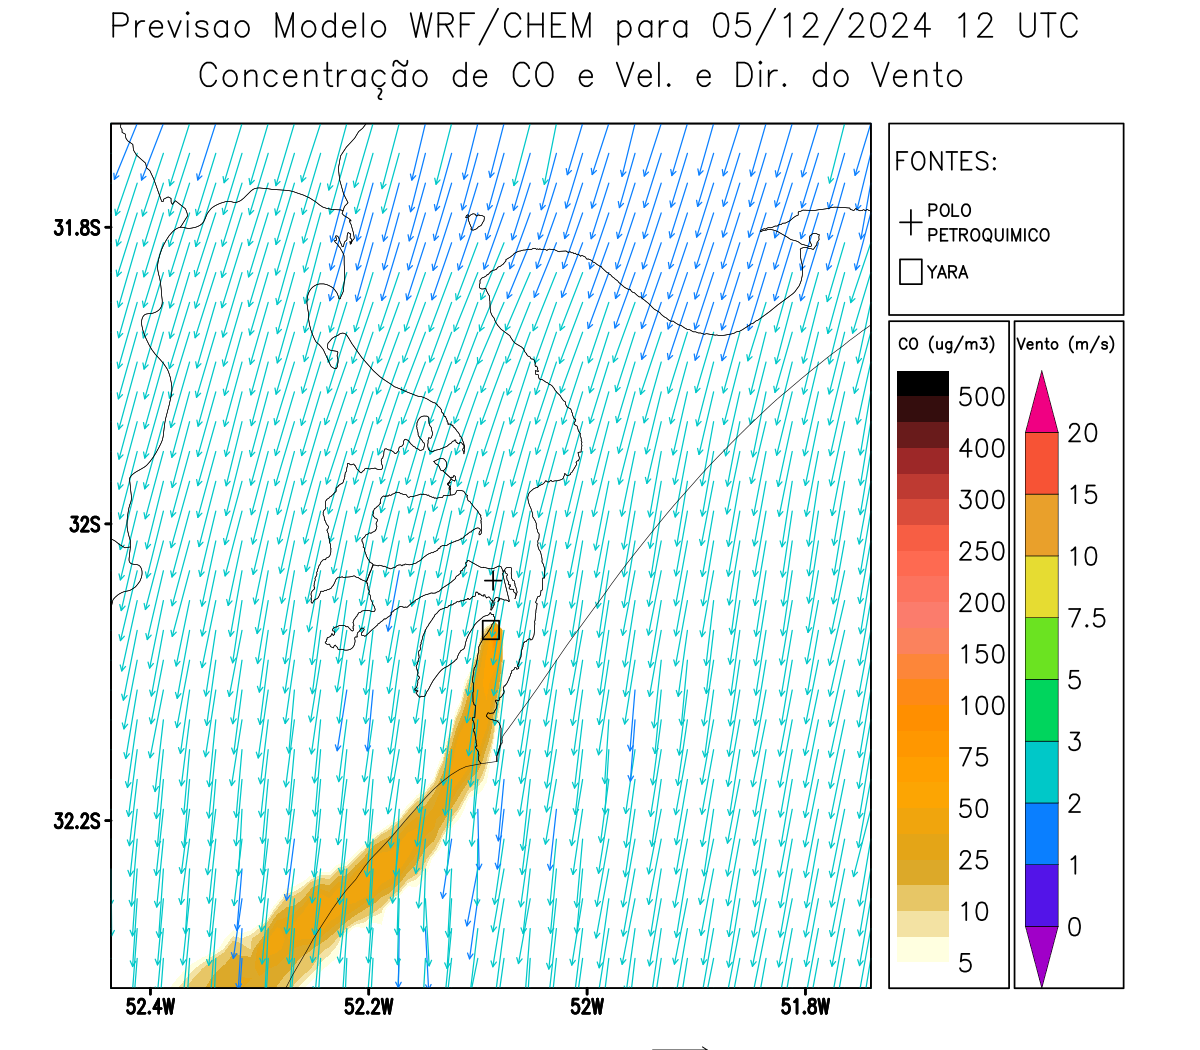 Previsao Modelo WRF/CHEM para 05/12/2024 12 UTC
Concentração de CO e Vel. e Dir. do Vento
FONTES:
POLO
PETROQUIMICO
YARA
CO (ug/m3)
500
400
300
250
200
150
100
75
50
25
10
5
Vento (m/s)
20
15
10
7.5
5
3
2
1
0
31.8S
32S
32.2S
52.4W
52.2W
52W
51.8W